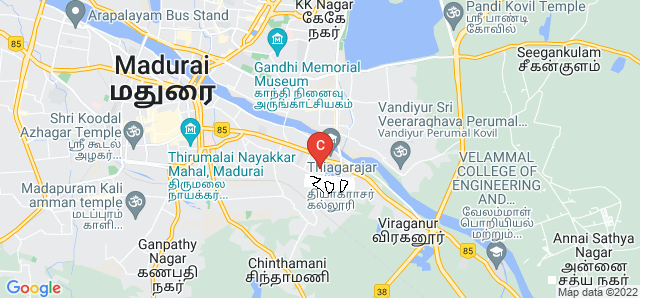 Arapalayam Bus Stand
KK Nagar
கேகே
நகர்
Pandi Kovil Temple
ஸ்ரீ பாண்டி
கோவில்
85
Madurai
மதுரை
Gandhi Memorial
Museum
காந்தி நினைவு
அருங்காட்சியகம்
Seegankulam
சீகன்குளம்
Shri Koodal
Azhagar Temple
ஸ்ரீ கூடல்
அழகர்...
85
Vandiyur Sri
Veeraraghava Perumal...
Vandiyur Perumal Kovil
C
Thirumalai Nayakkar
Mahal, Madurai
திருமலை
நாயக்கர்...
Thiagarajar
தியாகராசர்
கல்லூரி
VELAMMAL
COLLEGE OF
ENGINEERING
AND...
வேலம்மாள்
பொறியியல்
மற்றும்...
Madapuram Kali
amman temple
மடப்புரம்
காளி...
Viraganur
விரகனூர்
85
Ganpathy
Nagar
கணபதி
நகர்
Chinthamani
சிந்தாமணி
Annai Sathya
Nagar
அன்னை
சத்ய நகர்
38
Google
Map data ©2022